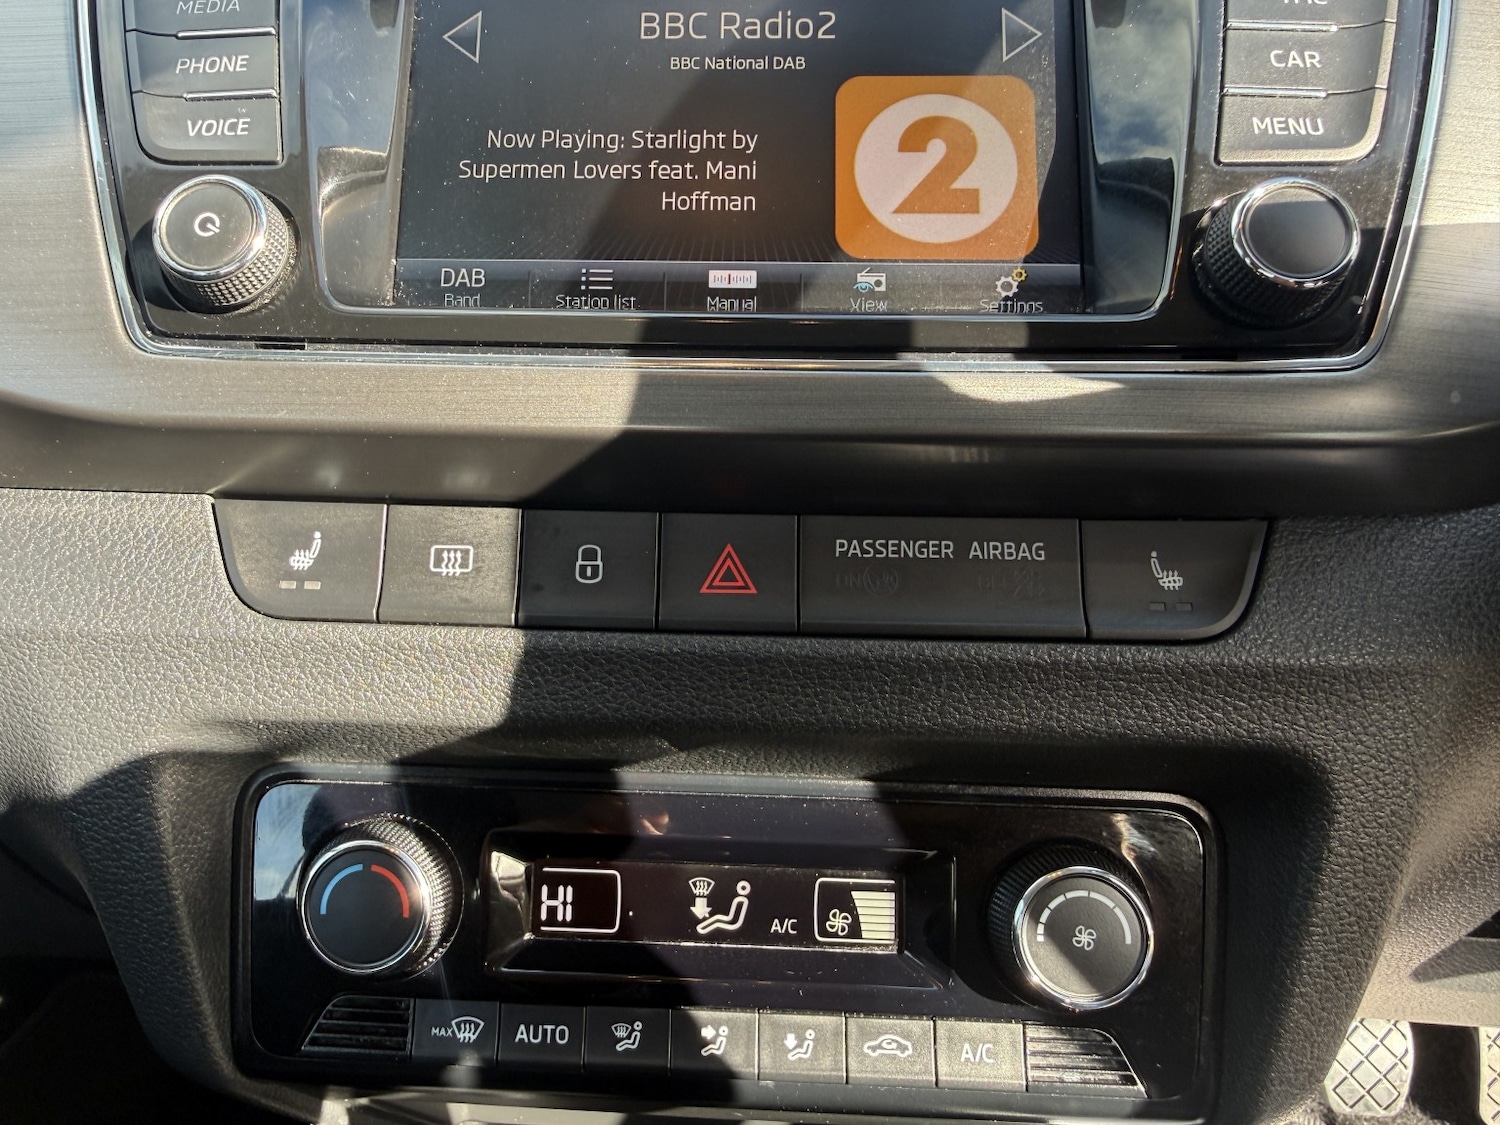 MEDIA
PHONE
VOICE
BBC Radio2
BBC National DAB
Now Playing: Starlight by
Supermen Lovers feat. Mani
Hoffman
2
DAB
Band
Station list
Manual
View
Settings
CAR
MENU
PASSENGER AIRBAG
HI
A/C
MAX
AUTO
A/C